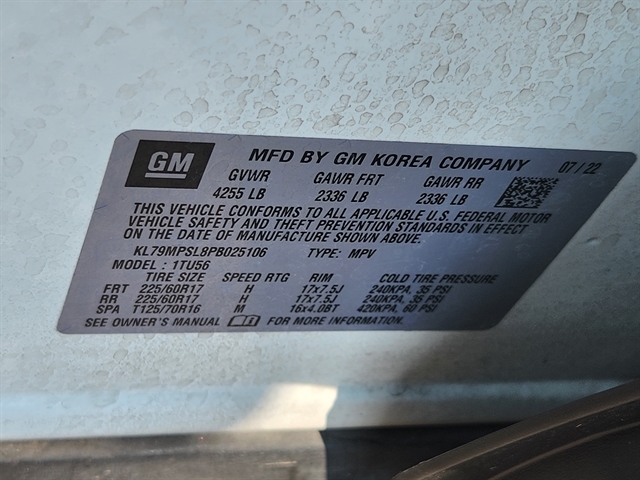 GM
MFD BY GM KOREA COMPANY 07/22
GVWR GAWR FRT GAWR RR
4255 LB 2336 LB 2336 LB
THIS VEHICLE CONFORMS TO ALL APPLICABLE U.S. FEDERAL MOTOR
VEHICLE SAFETY AND THEFT PREVENTION STANDARDS IN EFFECT
ON THE DATE OF MANUFACTURE SHOWN ABOVE.
KL79MPSL8PB025106 TYPE: MPV
MODEL: 1TU56
TIRE SIZE SPEED RTG RIM COLD TIRE PRESSURE
FRT 225/60R17 H 17x7.5J 240KPA, 35 PSI
RR 225/60R17 H 17x7.5J 240KPA, 35 PSI
SPA T125/70R16 M 16x4.0BT 420KPA, 60 PSI
SEE OWNER'S MANUAL FOR MORE INFORMATION.